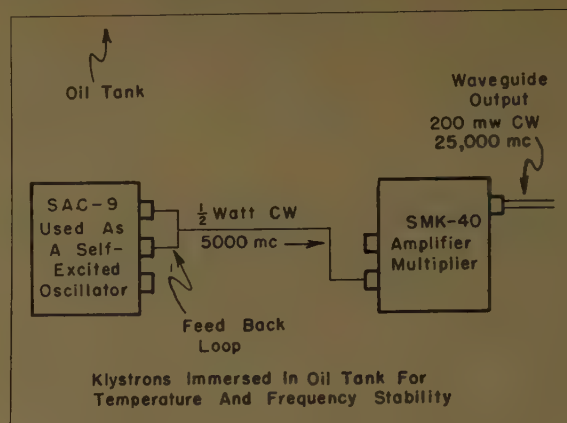 Oil Tank
Waveguide
Output
200 mw CW
25,000 mc
SAC-9
Used As
A Self-
Excited
Oscillator
1/2 Watt CW
5000 mc
SMK-40
Amplifier
Multiplier
Feed Back
Loop
Klystrons Immersed In Oil Tank For
Temperature And Frequency Stability